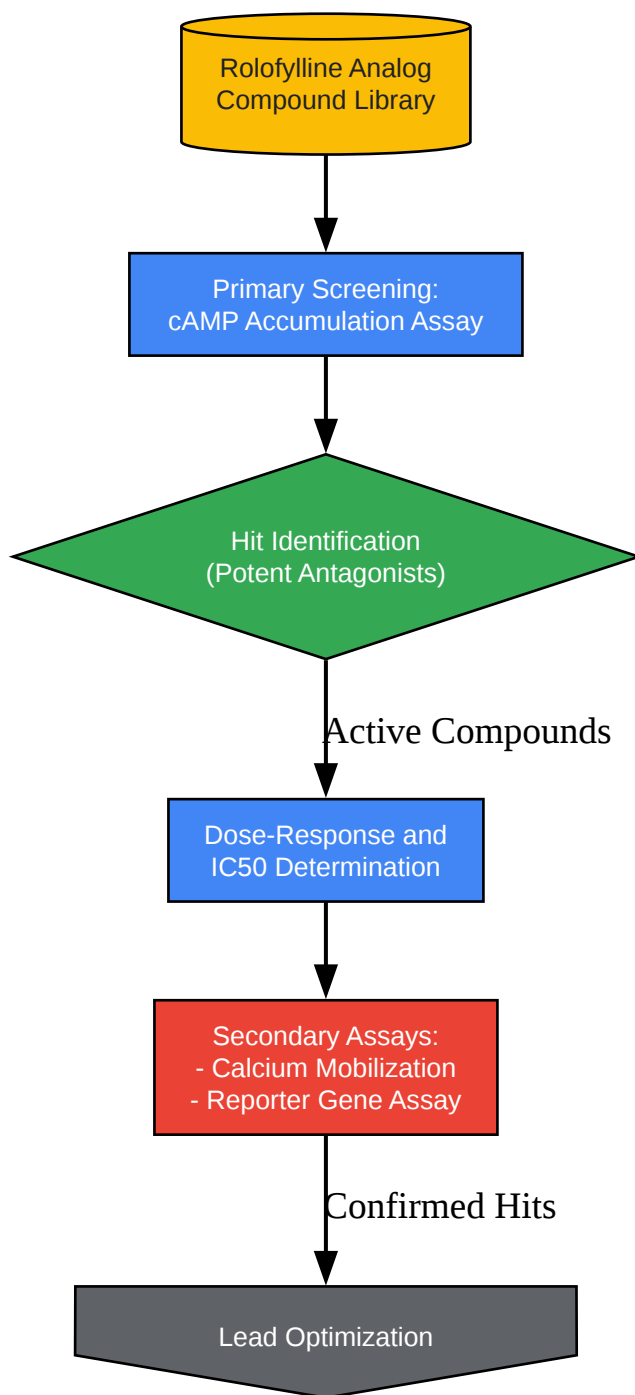 Rolofylline Analog
Compound Library
Primary Screening:
cAMP Accumulation Assay
Hit Identification
(Potent Antagonists)
Active Compounds
Dose-Response and
IC50 Determination
Secondary Assays:
- Calcium Mobilization
- Reporter Gene Assay
Confirmed Hits
Lead Optimization